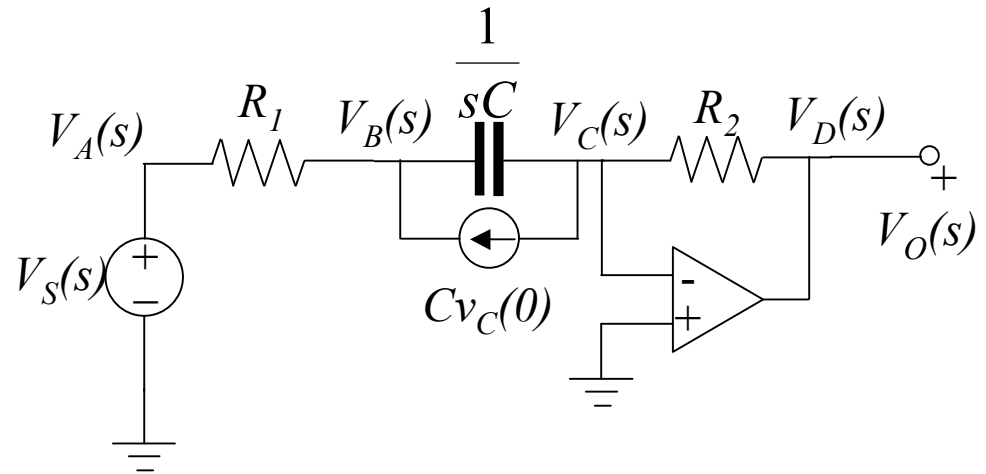 1
sC
V_A(s)
R_1
V_B(s)
V_C(s)
R_2
V_D(s)
+
V_O(s)
V_S(s)
+
−
Cv_C(0)
-
+